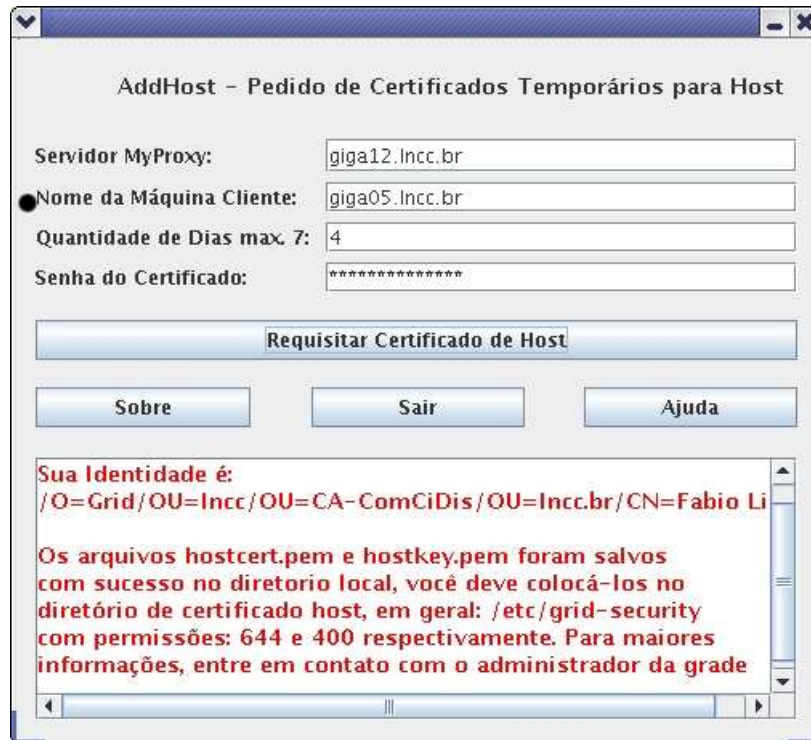 AddHost - Pedido de Certificados Temporários para Host
Servidor MyProxy: giga12.lncc.br
Nome da Máquina Cliente: giga05.lncc.br
Quantidade de Dias max. 7: 4
Senha do Certificado: **************
Requisitar Certificado de Host
Sobre Sair Ajuda
Sua Identidade é:
/O=Grid/OU=lncc/OU=CA-ComCiDis/OU=lncc.br/CN=Fabio Li
Os arquivos hostcert.pem e hostkey.pem foram salvos
com sucesso no diretorio local, você deve colocá-los no
diretório de certificado host, em geral: /etc/grid-security
com permissões: 644 e 400 respectivamente. Para maiores
informações, entre em contato com o administrador da grade